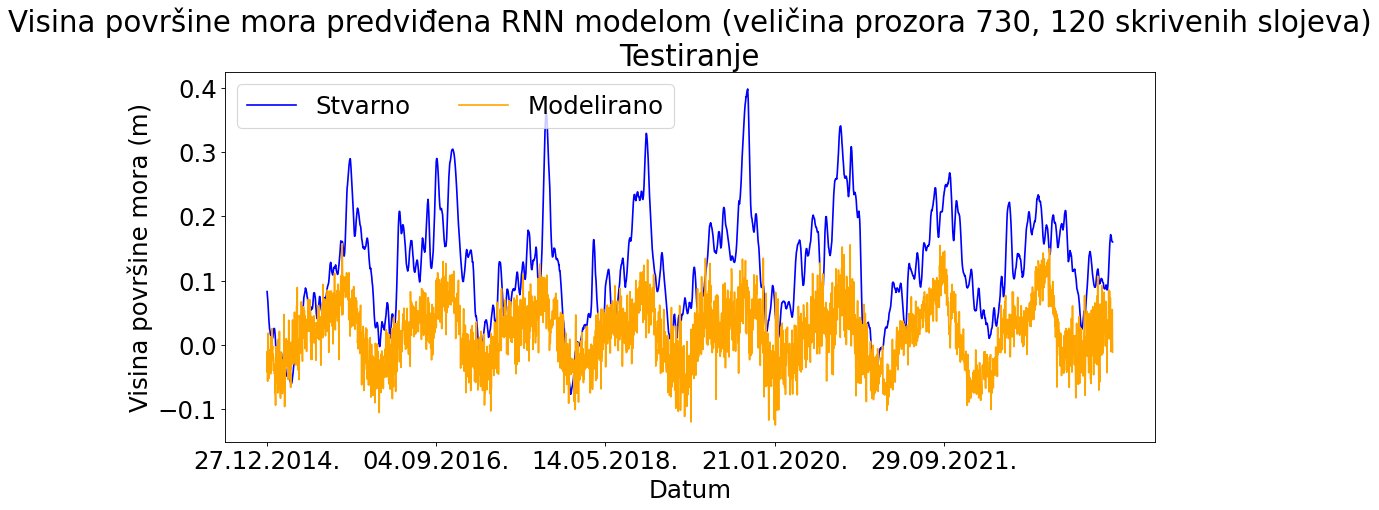 Visina površine mora predviđena RNN modelom (veličina prozora 730, 120 skrivenih slojeva)
Testiranje
Stvarno Modelirano
Visina površine mora (m)
0.4
0.3
0.2
0.1
0.0
−0.1
27.12.2014. 04.09.2016. 14.05.2018. 21.01.2020. 29.09.2021.
Datum